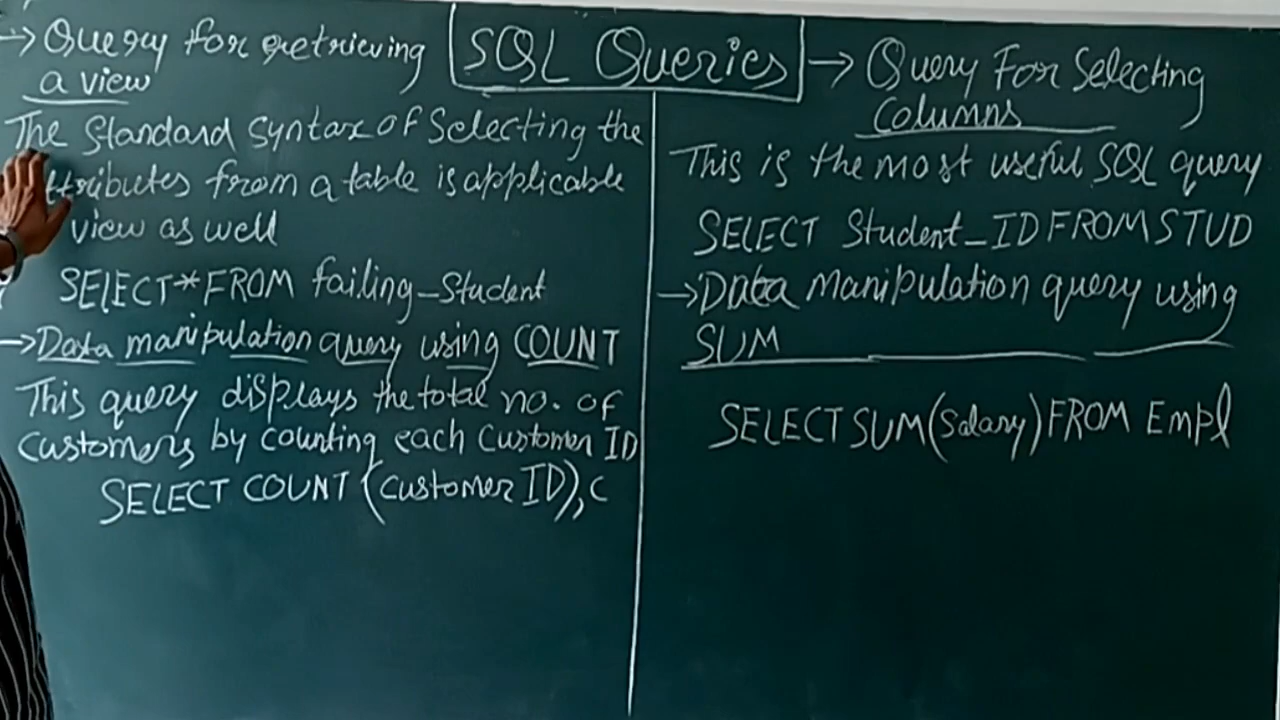 SQL Queries
→ Query for retrieving
a view
The Standard Syntax of Selecting the
ttributes from a table is applicable
view as well
SELECT*FROM failing_Student
→ Data manipulation query using COUNT
This query displays the total no. of
Customers by counting each Customer ID
SELECT COUNT (Customer ID), C
→ Query For Selecting
Columns
This is the most useful SQL query
SELECT Student_ID FROM STUD
→ Data manipulation query using
SUM
SELECT SUM(Salary) FROM Empl